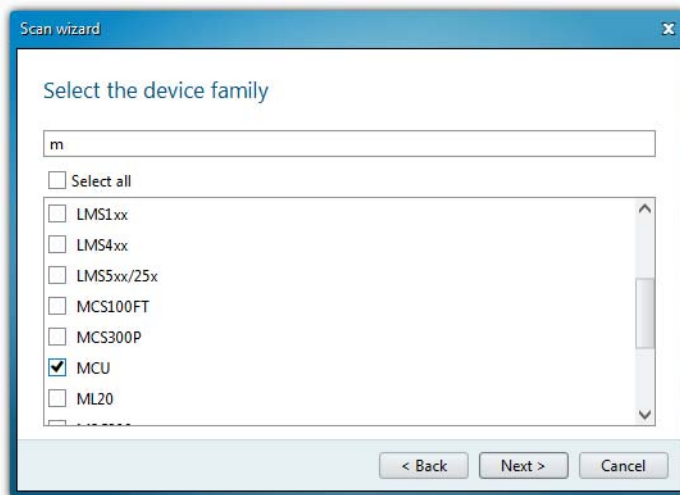 Scan wizard
Select the device family
m
Select all
LMS1xx
LMS4xx
LMS5xx/25x
MCS100FT
MCS300P
MCU
ML20
< Back Next > Cancel